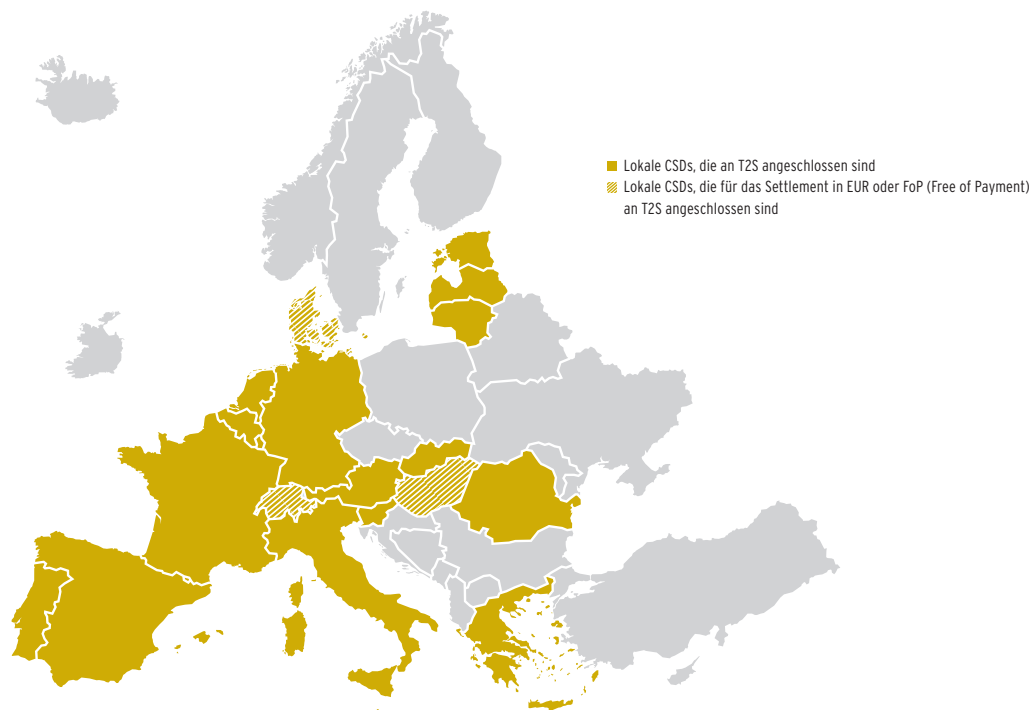 Lokale CSDs, die an T2S angeschlossen sind
Lokale CSDs, die für das Settlement in EUR oder FoP (Free of Payment)
an T2S angeschlossen sind